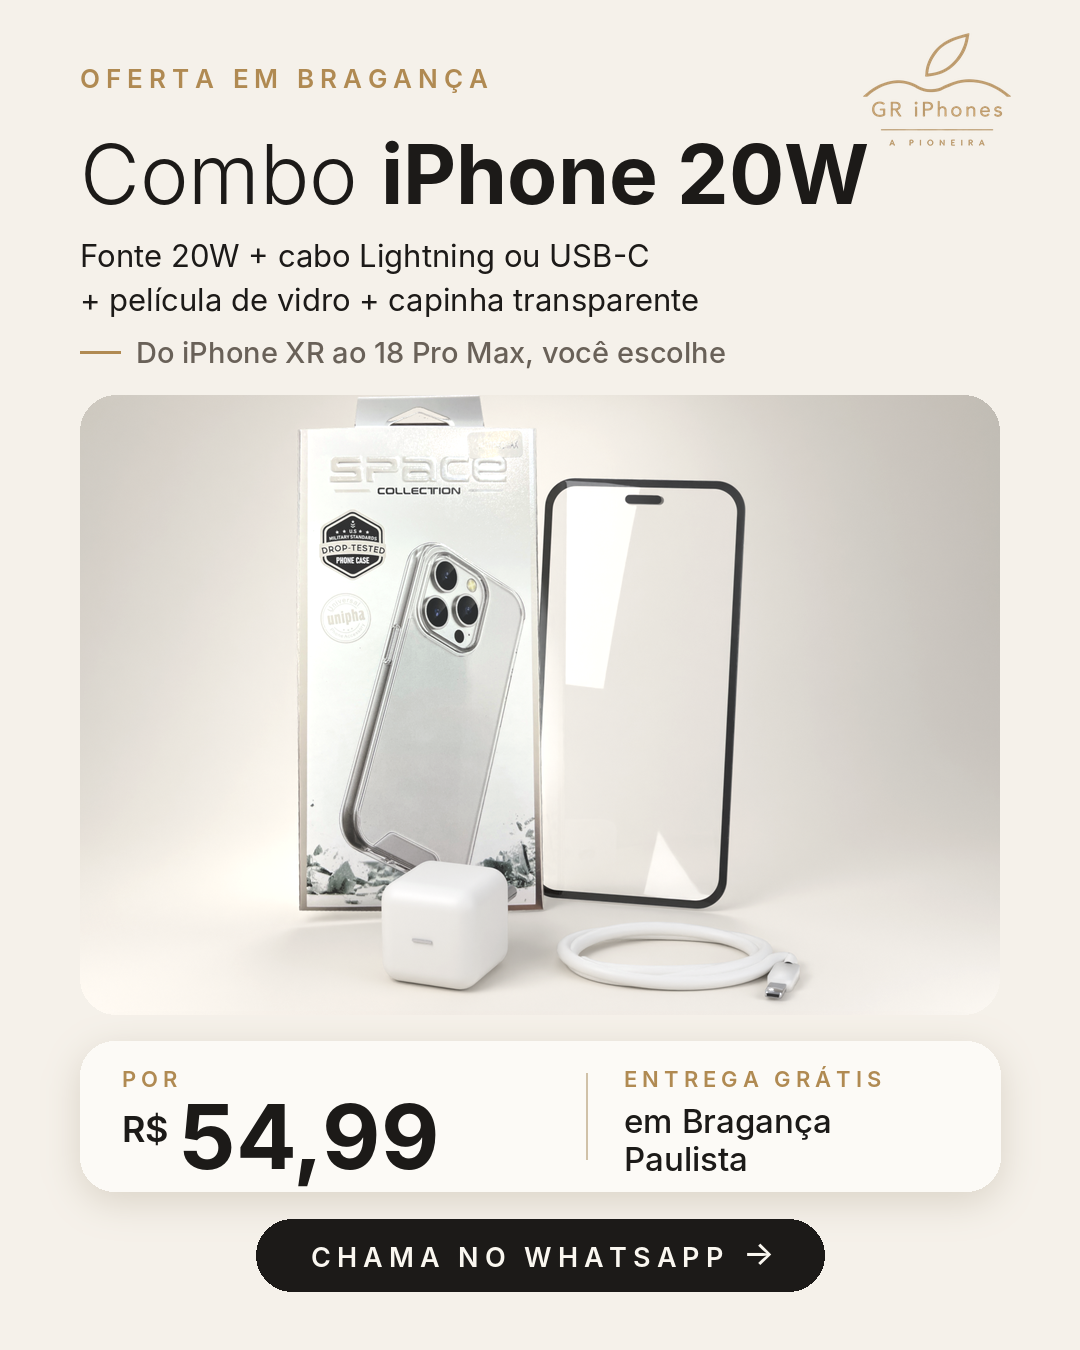 OFERTA EM BRAGANÇA
GR iPhones
A PIONEIRA
Combo iPhone 20W
Fonte 20W + cabo Lightning ou USB-C
+ película de vidro + capinha transparente
Do iPhone XR ao 18 Pro Max, você escolhe
SPACE
COLLECTION
U.S
MILITARY STANDARDS
DROP-TESTED
PHONE CASE
unipha
POR
R$ 54,99
ENTREGA GRÁTIS
em Bragança
Paulista
CHAMA NO WHATSAPP →